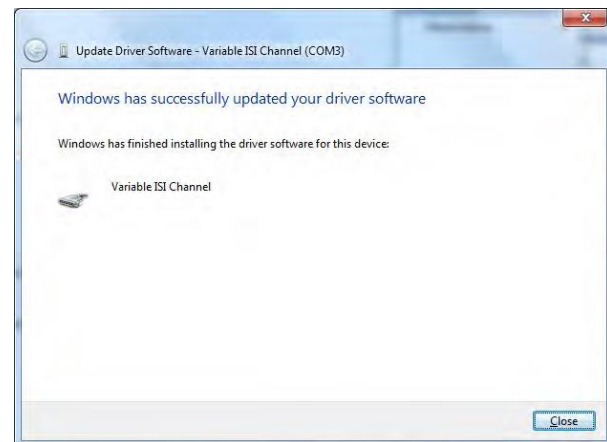 Update Driver Software - Variable ISI Channel (COM3)
Windows has successfully updated your driver software
Windows has finished installing the driver software for this device:
Variable ISI Channel
Close